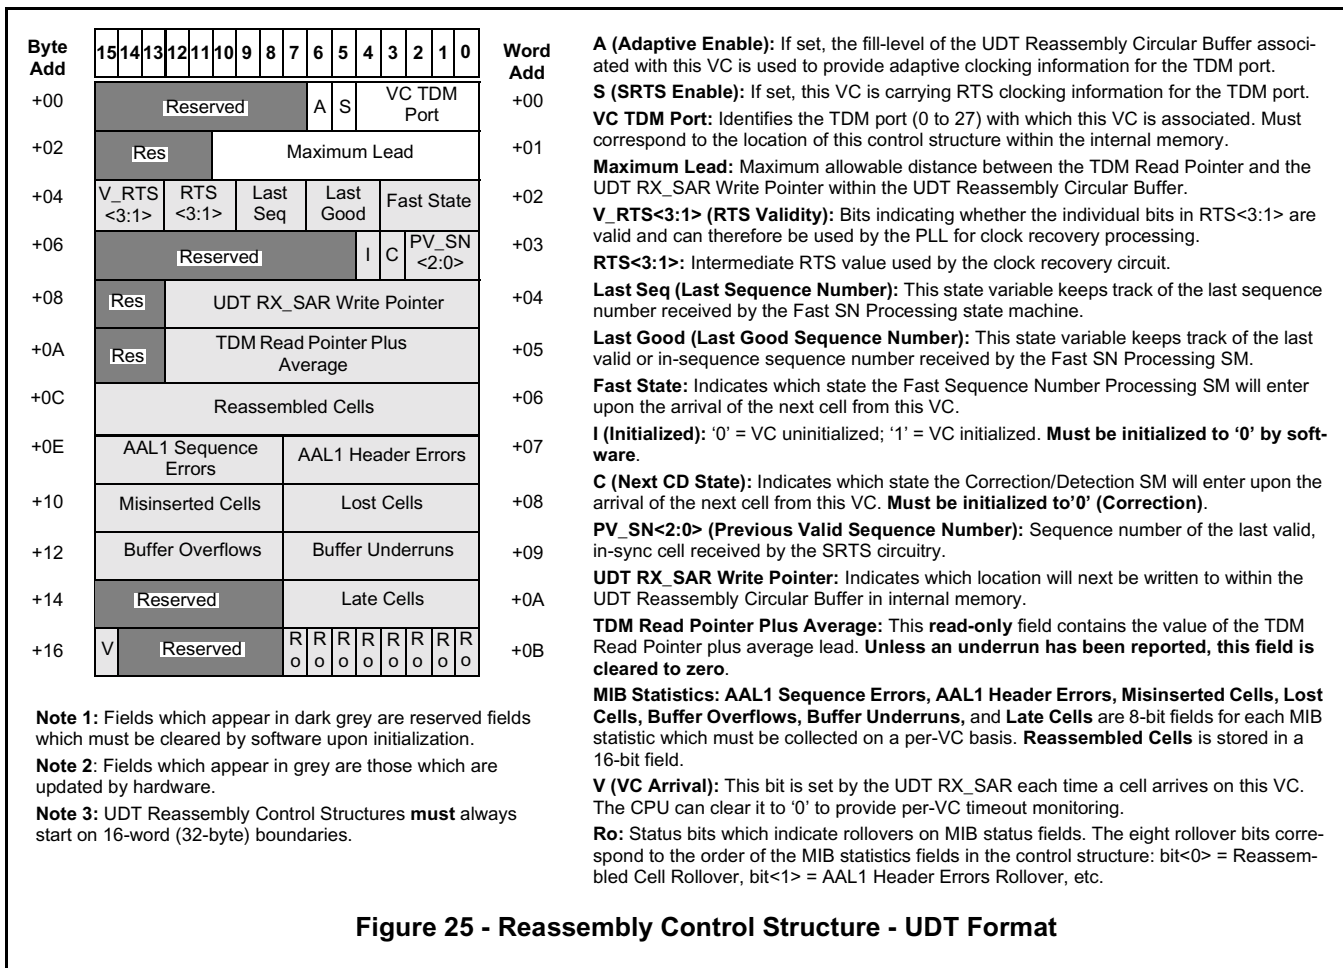 Byte Add
15 14 13 12 11 10 9 8 7 6 5 4 3 2 1 0
Word Add
+00
Reserved
A
S
VC TDM Port
+00
+02
Res
Maximum Lead
+01
+04
V_RTS <3:1>
RTS <3:1>
Last Seq
Last Good
Fast State
+02
+06
Reserved
I
C
PV_SN <2:0>
+03
+08
Res
UDT RX_SAR Write Pointer
+04
+0A
Res
TDM Read Pointer Plus Average
+05
+0C
Reassembled Cells
+06
+0E
AAL1 Sequence Errors
AAL1 Header Errors
+07
+10
Misinserted Cells
Lost Cells
+08
+12
Buffer Overflows
Buffer Underruns
+09
+14
Reserved
Late Cells
+0A
+16
V
Reserved
Ro Ro Ro Ro Ro Ro Ro Ro
+0B
Note 1: Fields which appear in dark grey are reserved fields
which must be cleared by software upon initialization.
Note 2: Fields which appear in grey are those which are
updated by hardware.
Note 3: UDT Reassembly Control Structures must always
start on 16-word (32-byte) boundaries.
A (Adaptive Enable): If set, the fill-level of the UDT Reassembly Circular Buffer associ-
ated with this VC is used to provide adaptive clocking information for the TDM port.
S (SRTS Enable): If set, this VC is carrying RTS clocking information for the TDM port.
VC TDM Port: Identifies the TDM port (0 to 27) with which this VC is associated. Must
correspond to the location of this control structure within the internal memory.
Maximum Lead: Maximum allowable distance between the TDM Read Pointer and the
UDT RX_SAR Write Pointer within the UDT Reassembly Circular Buffer.
V_RTS<3:1> (RTS Validity): Bits indicating whether the individual bits in RTS<3:1> are
valid and can therefore be used by the PLL for clock recovery processing.
RTS<3:1>: Intermediate RTS value used by the clock recovery circuit.
Last Seq (Last Sequence Number): This state variable keeps track of the last sequence
number received by the Fast SN Processing state machine.
Last Good (Last Good Sequence Number): This state variable keeps track of the last
valid or in-sequence sequence number received by the Fast SN Processing SM.
Fast State: Indicates which state the Fast Sequence Number Processing SM will enter
upon the arrival of the next cell from this VC.
I (Initialized): ‘0’ = VC uninitialized; ‘1’ = VC initialized. Must be initialized to ‘0’ by soft-
ware.
C (Next CD State): Indicates which state the Correction/Detection SM will enter upon the
arrival of the next cell from this VC. Must be initialized to’0’ (Correction).
PV_SN<2:0> (Previous Valid Sequence Number): Sequence number of the last valid,
in-sync cell received by the SRTS circuitry.
UDT RX_SAR Write Pointer: Indicates which location will next be written to within the
UDT Reassembly Circular Buffer in internal memory.
TDM Read Pointer Plus Average: This read-only field contains the value of the TDM
Read Pointer plus average lead. Unless an underrun has been reported, this field is
cleared to zero.
MIB Statistics: AAL1 Sequence Errors, AAL1 Header Errors, Misinserted Cells, Lost
Cells, Buffer Overflows, Buffer Underruns, and Late Cells are 8-bit fields for each MIB
statistic which must be collected on a per-VC basis. Reassembled Cells is stored in a
16-bit field.
V (VC Arrival): This bit is set by the UDT RX_SAR each time a cell arrives on this VC.
The CPU can clear it to ‘0’ to provide per-VC timeout monitoring.
Ro: Status bits which indicate rollovers on MIB status fields. The eight rollover bits corre-
spond to the order of the MIB statistics fields in the control structure: bit<0> = Reassem-
bled Cell Rollover, bit<1> = AAL1 Header Errors Rollover, etc.
Figure 25 - Reassembly Control Structure - UDT Format